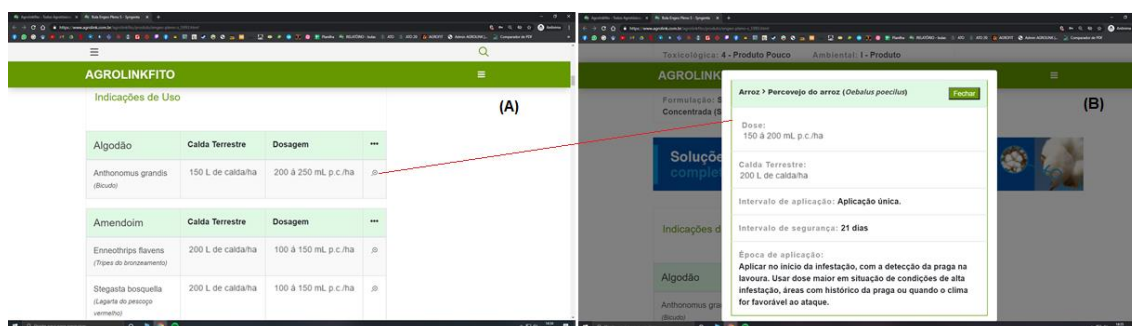 AGROLINKFITO
Indicações de Uso
(A)
Algodão Calda Terrestre Dosagem •••
Anthonomus grandis 150 L de calda/ha 200 á 250 mL p.c./ha
(Bicudo)
Amendoim Calda Terrestre Dosagem •••
Enneothrips flavens 200 L de calda/ha 100 á 150 mL p.c./ha
(Tripes do bronzeamento)
Stegasta bosquella 200 L de calda/ha 100 á 150 mL p.c./ha
(Lagarta do pescoço
vermelho)
Toxicológica: 4 - Produto Pouco Ambiental: I - Produto
AGROLINK
(B)
Formulação: S
Concentrada (S
Soluçõe
comple
Indicações d
Algodão
Anthonomus gra
(Bicudo)
Arroz > Percevejo do arroz (Oebalus poecilus) Fechar
Dose:
150 á 200 mL p.c./ha
Calda Terrestre:
200 L de calda/ha
Intervalo de aplicação: Aplicação única.
Intervalo de segurança: 21 dias
Época de aplicação:
Aplicar no início da infestação, com a detecção da praga na
lavoura. Usar dose maior em situação de condições de alta
infestação, áreas com histórico da praga ou quando o clima
for favorável ao ataque.